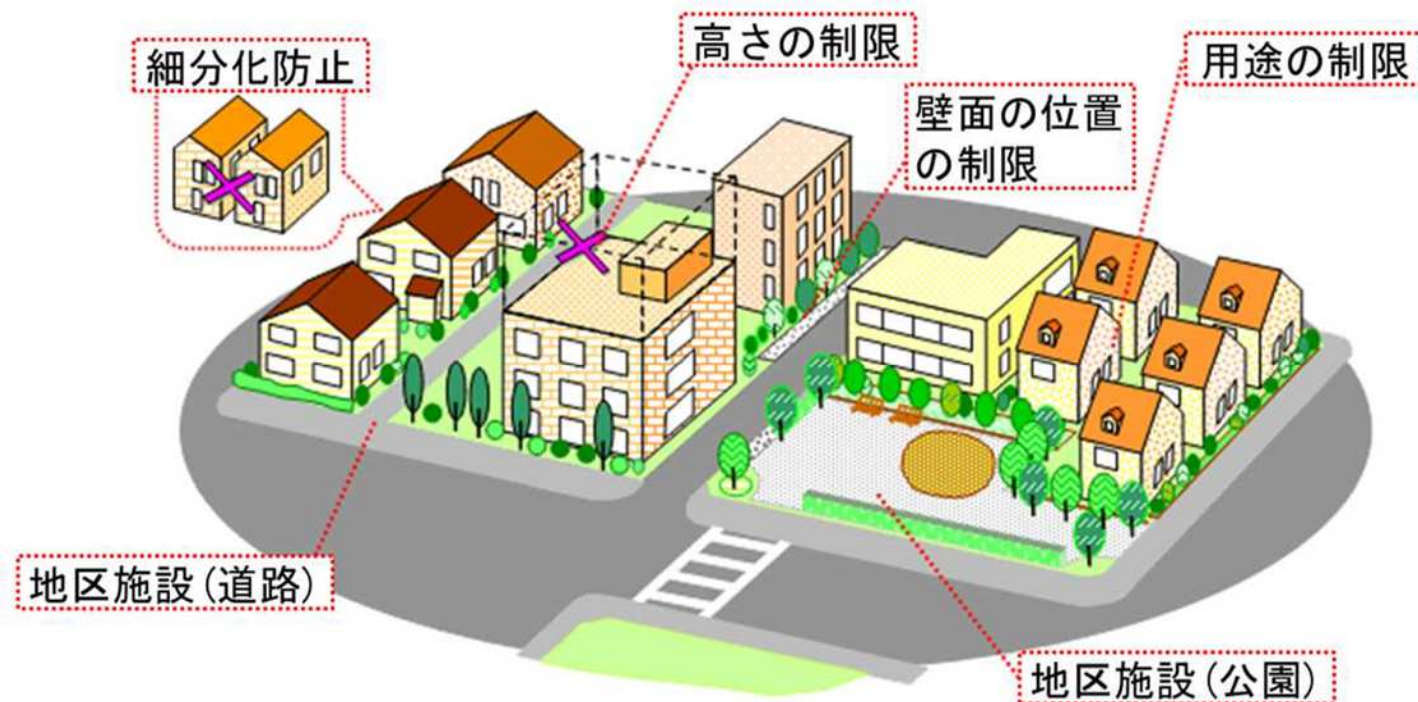 細分化防止
高さの制限
用途の制限
壁面の位置
の制限
地区施設(道路)
地区施設(公園)